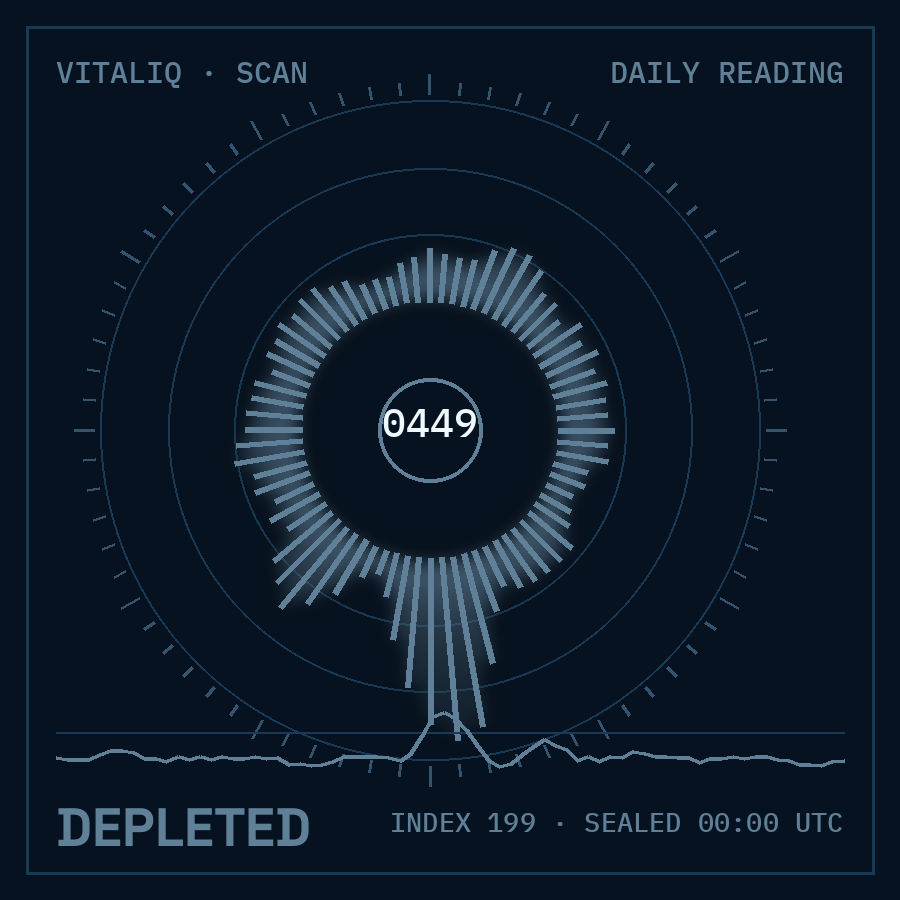 VITALIQ · SCAN
DAILY READING
0449
DEPLETED
INDEX 199 · SEALED 00:00 UTC